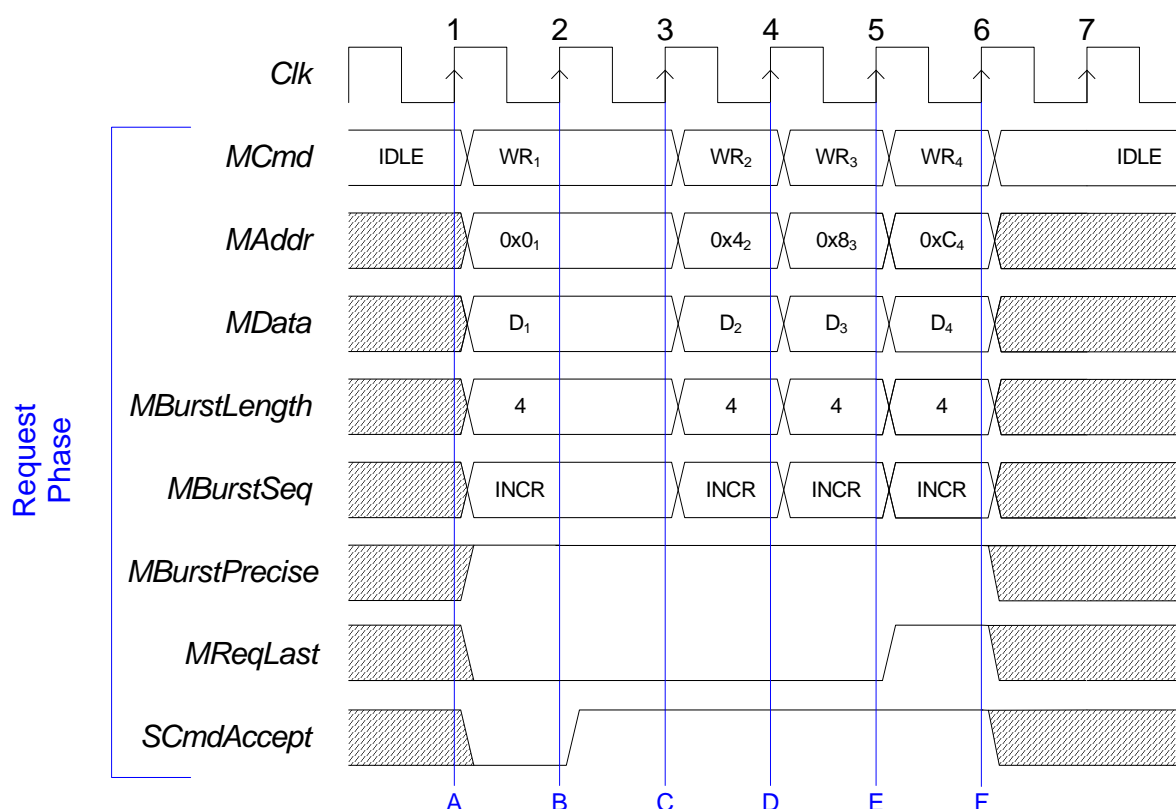 1 2 3 4 5 6 7
Clk
MCmd IDLE WR₁ WR₂ WR₃ WR₄ IDLE
MAddr 0x0₁ 0x4₂ 0x8₃ 0xC₄
MData D₁ D₂ D₃ D₄
MBurstLength 4 4 4 4
MBurstSeq INCR INCR INCR INCR
MBurstPrecise
MReqLast
SCmdAccept
Request
Phase
A B C D E F